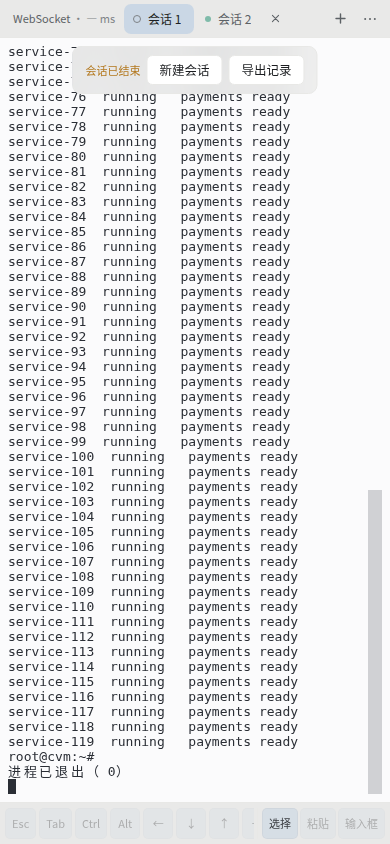 WebSocket · — ms 会话 1 会话 2 × + ···
service-
service-
service-
会话已结束 新建会话 导出记录
service-76 running payments ready
service-77 running payments ready
service-78 running payments ready
service-79 running payments ready
service-80 running payments ready
service-81 running payments ready
service-82 running payments ready
service-83 running payments ready
service-84 running payments ready
service-85 running payments ready
service-86 running payments ready
service-87 running payments ready
service-88 running payments ready
service-89 running payments ready
service-90 running payments ready
service-91 running payments ready
service-92 running payments ready
service-93 running payments ready
service-94 running payments ready
service-95 running payments ready
service-96 running payments ready
service-97 running payments ready
service-98 running payments ready
service-99 running payments ready
service-100 running payments ready
service-101 running payments ready
service-102 running payments ready
service-103 running payments ready
service-104 running payments ready
service-105 running payments ready
service-106 running payments ready
service-107 running payments ready
service-108 running payments ready
service-109 running payments ready
service-110 running payments ready
service-111 running payments ready
service-112 running payments ready
service-113 running payments ready
service-114 running payments ready
service-115 running payments ready
service-116 running payments ready
service-117 running payments ready
service-118 running payments ready
service-119 running payments ready
root@cvm:~#
进程已退出（ 0）
Esc Tab Ctrl Alt ← ↓ ↑ 选择 粘贴 输入框